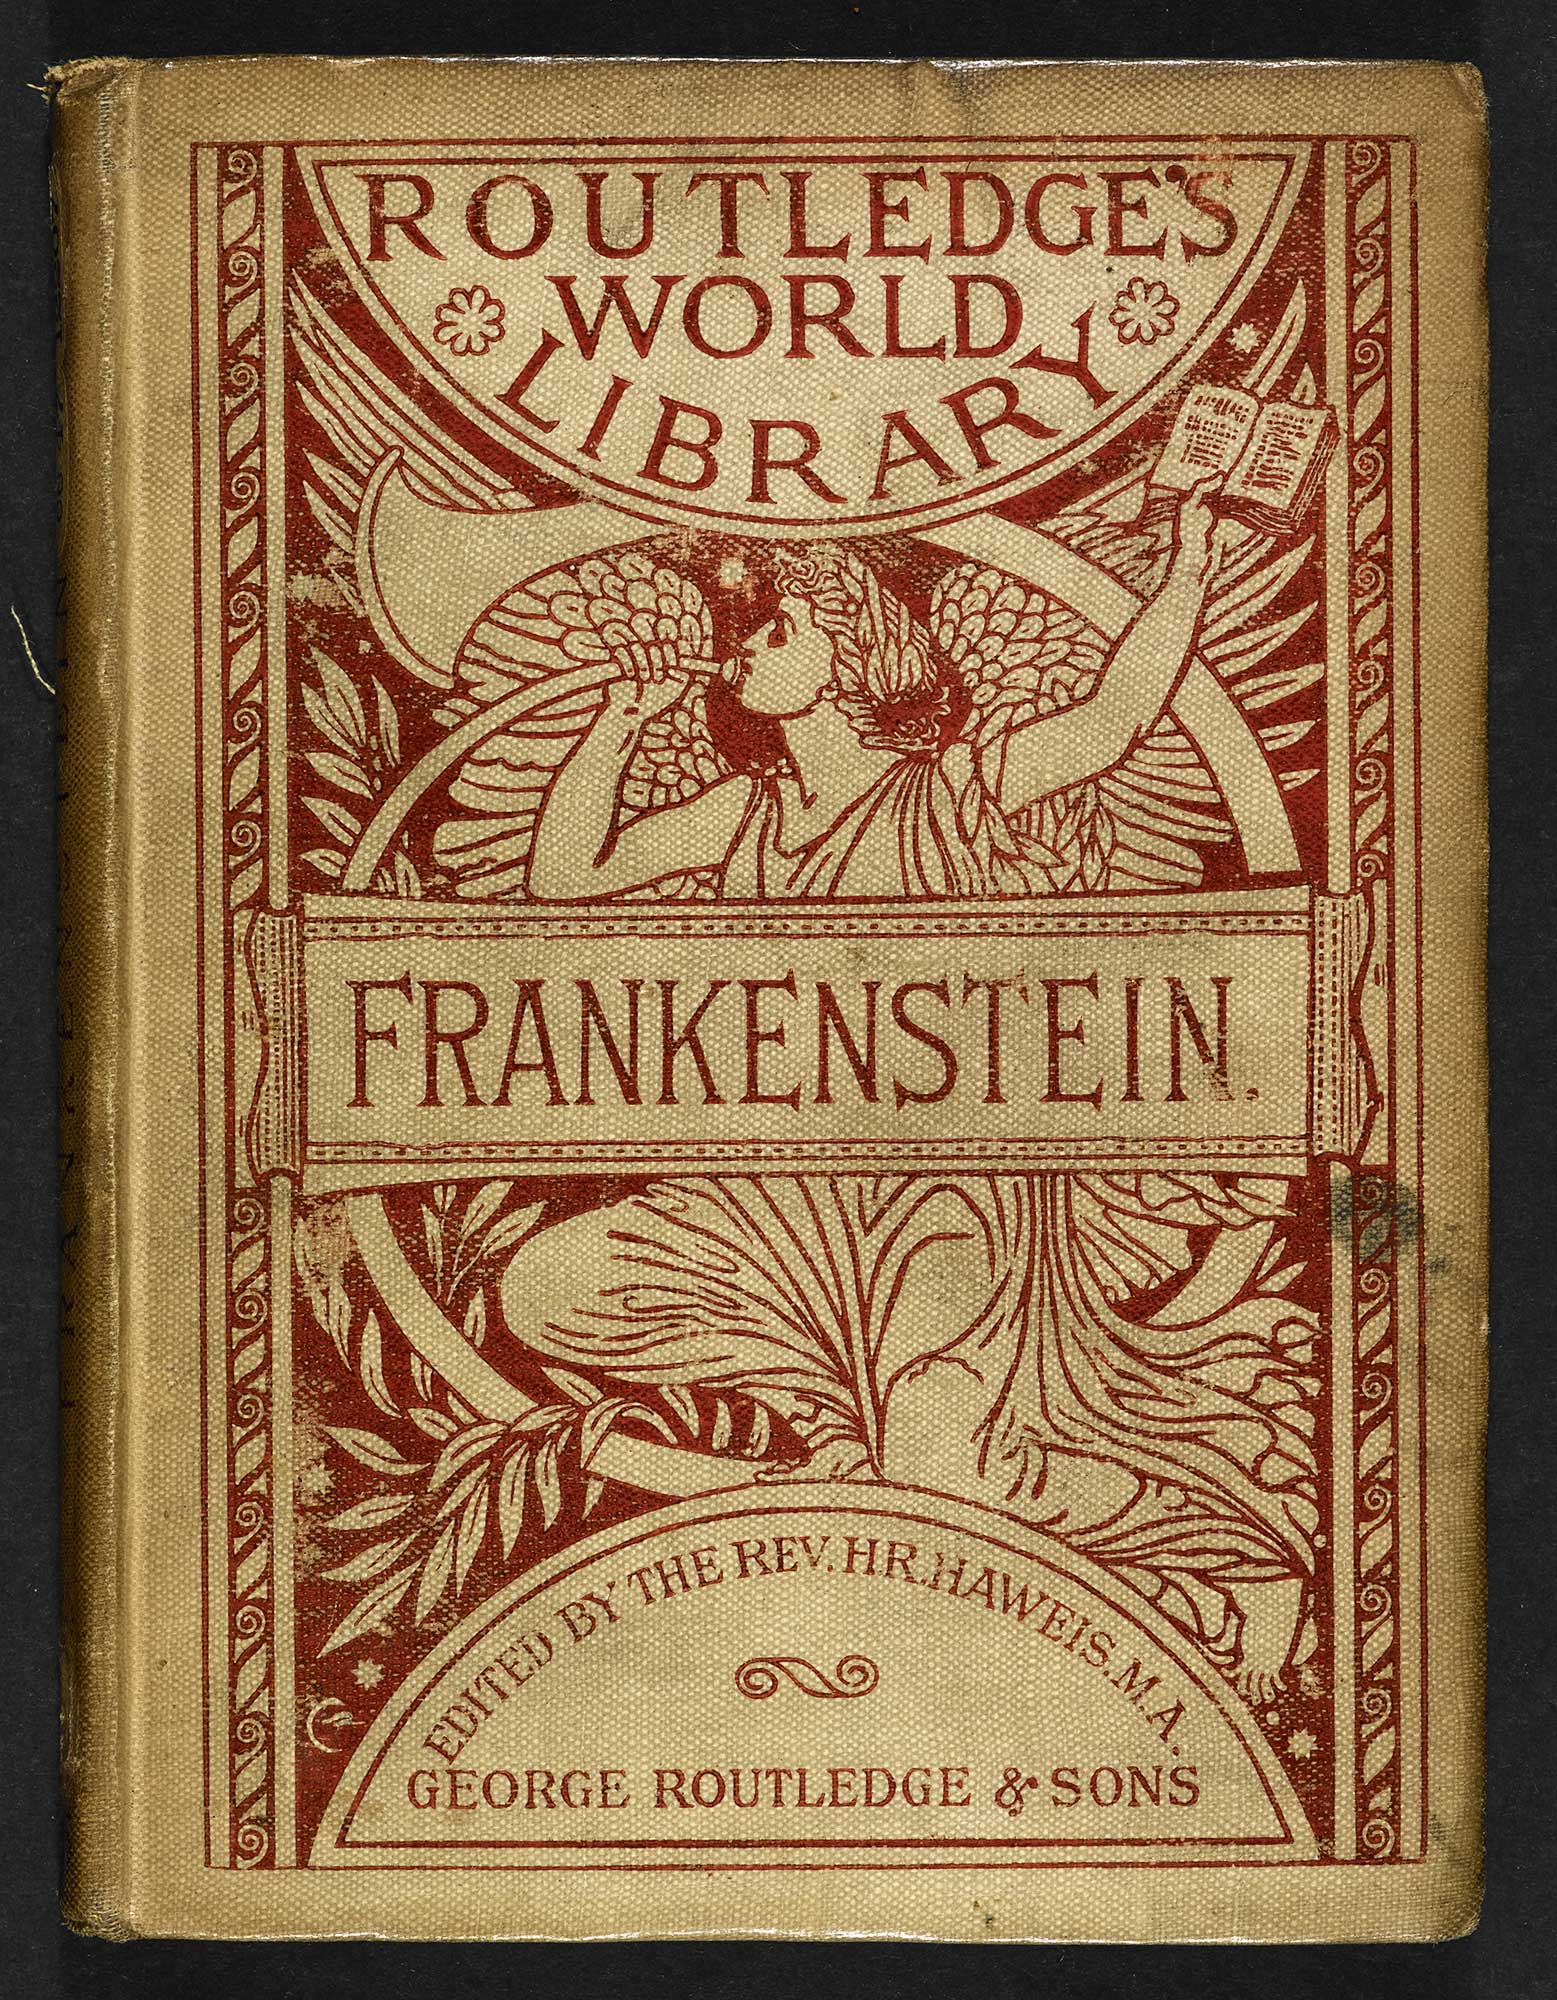 ROUTLEDGE'S
WORLD
LIBRARY
FRANKENSTEIN.
EDITED BY THE REV. H.R. HAWEIS. M.A.
GEORGE ROUTLEDGE & SONS